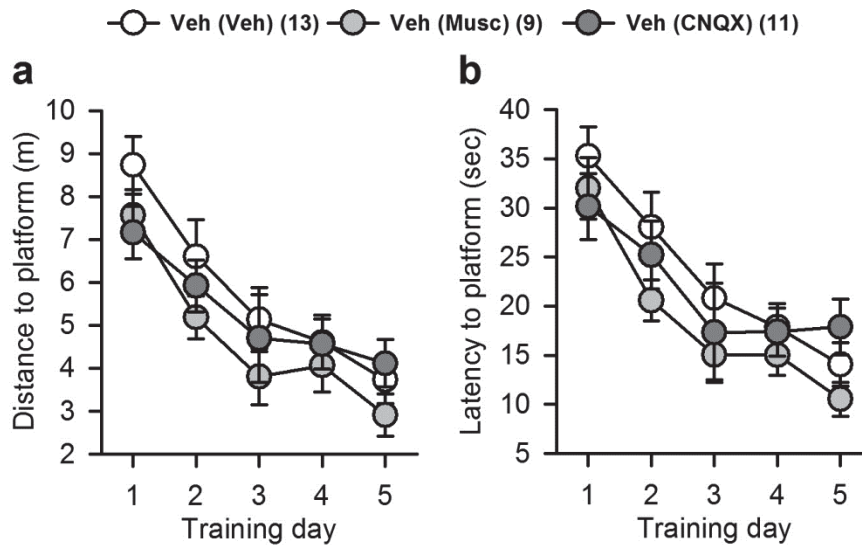 Veh (Veh) (13) Veh (Musc) (9) Veh (CNQX) (11)
a
Distance to platform (m)
10
9
8
7
6
5
4
3
2
1 2 3 4 5
Training day
b
Latency to platform (sec)
40
35
30
25
20
15
10
5
1 2 3 4 5
Training day